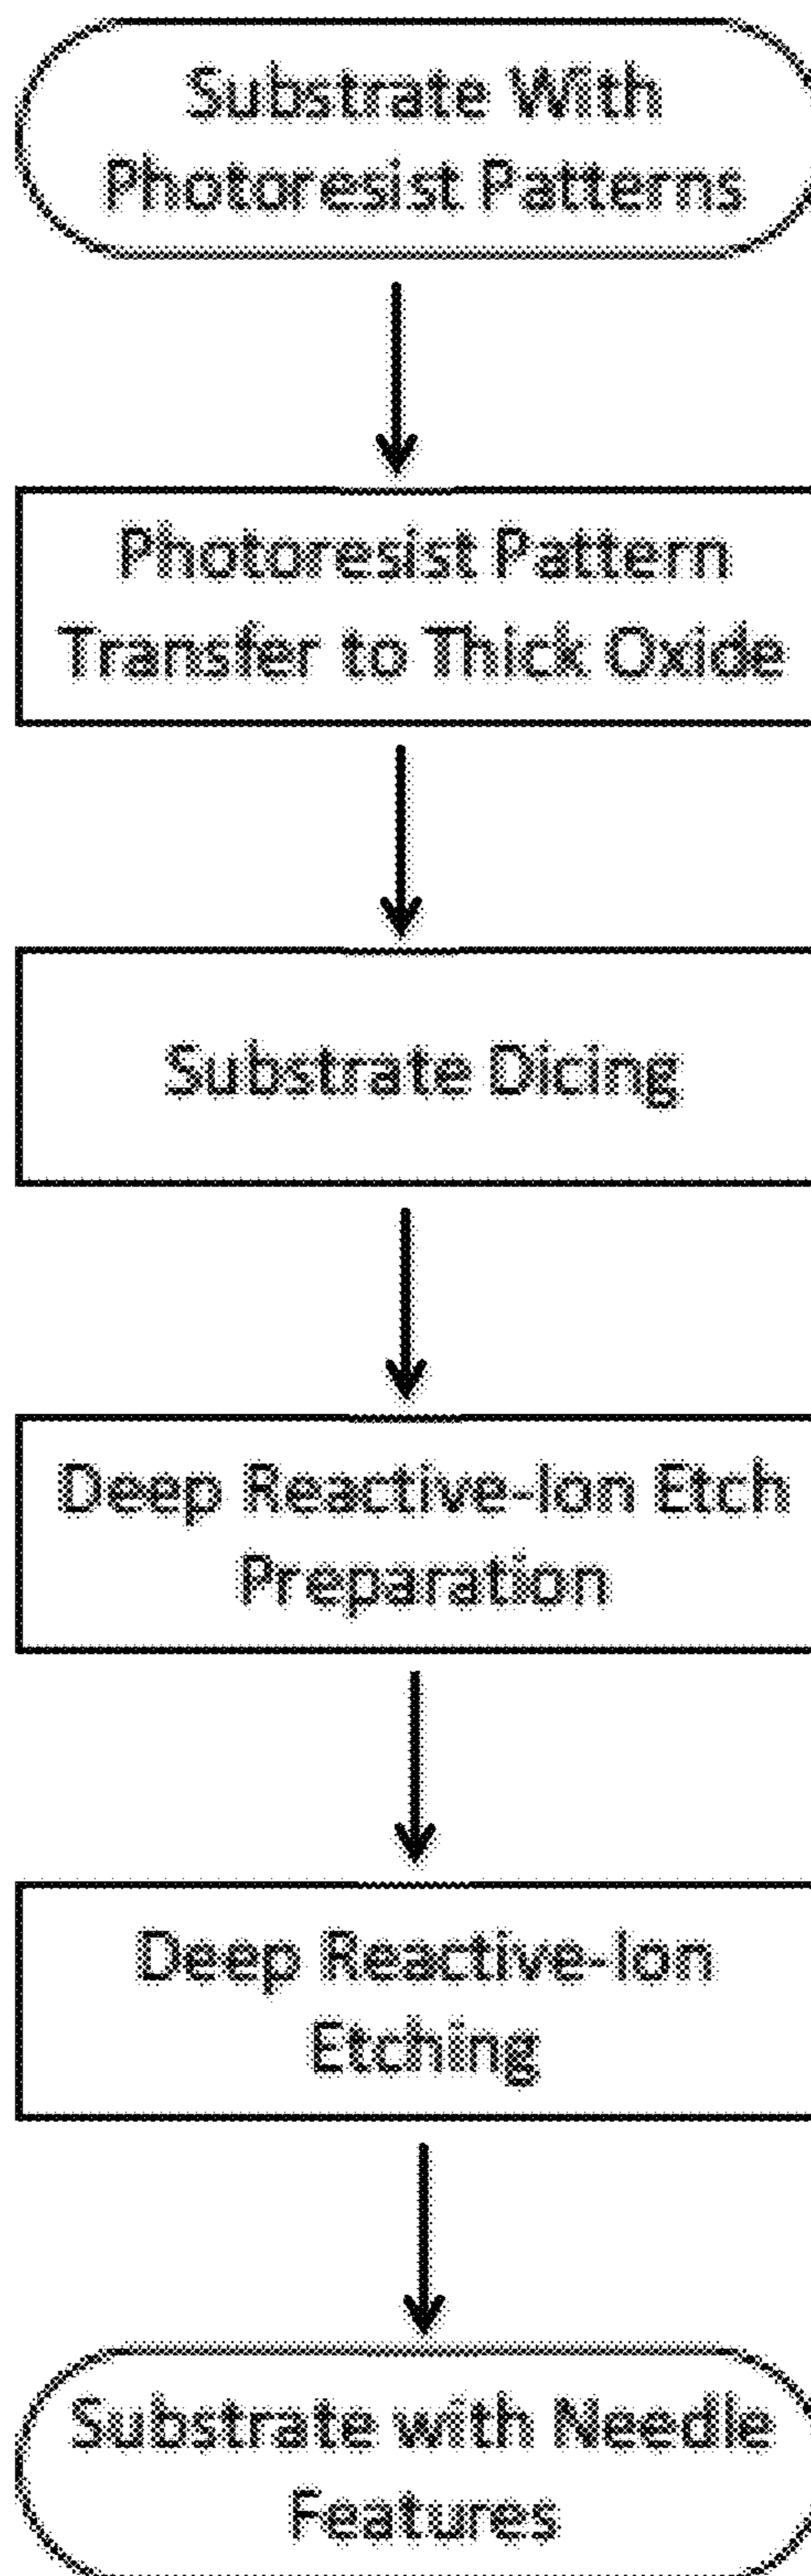 Substrate With
Photoresist Patterns
Photoresist Pattern
Transfer to Thick Oxide
Substrate Dicing
Deep Reactive-Ion Etch
Preparation
Deep Reactive-Ion
Etching
Substrate with Needle
Features